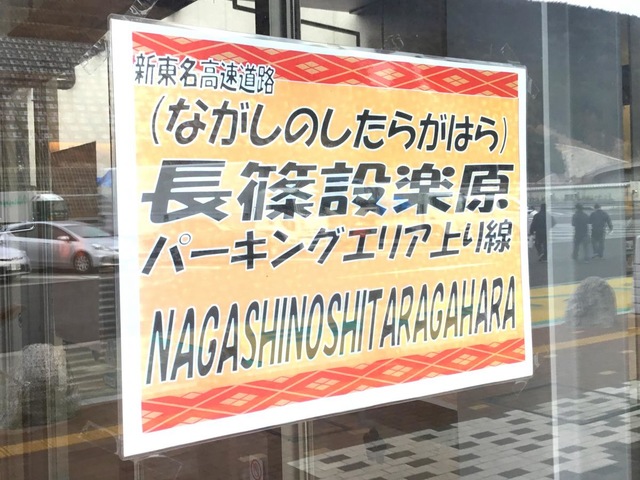 新東名高速道路
(ながしのしたらがはら)
長篠設楽原
パーキングエリア上り線
NAGASHINOSHITARAGAHARA